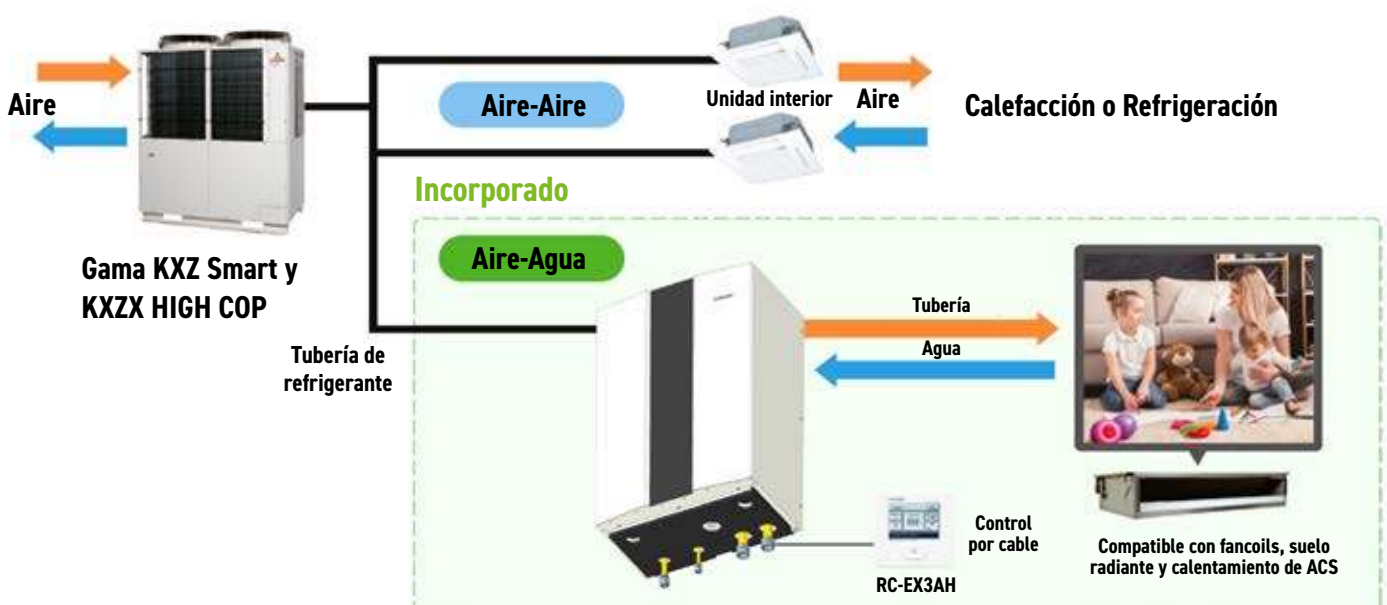 Aire
Aire-Aire
Unidad interior
Aire
Calefacción o Refrigeración
Incorporado
Gama KXZ Smart y
KXZX HIGH COP
Aire-Agua
Tubería de
refrigerante
Tubería
Agua
Control
por cable
RC-EX3AH
Compatible con fancoils, suelo
radiante y calentamiento de ACS